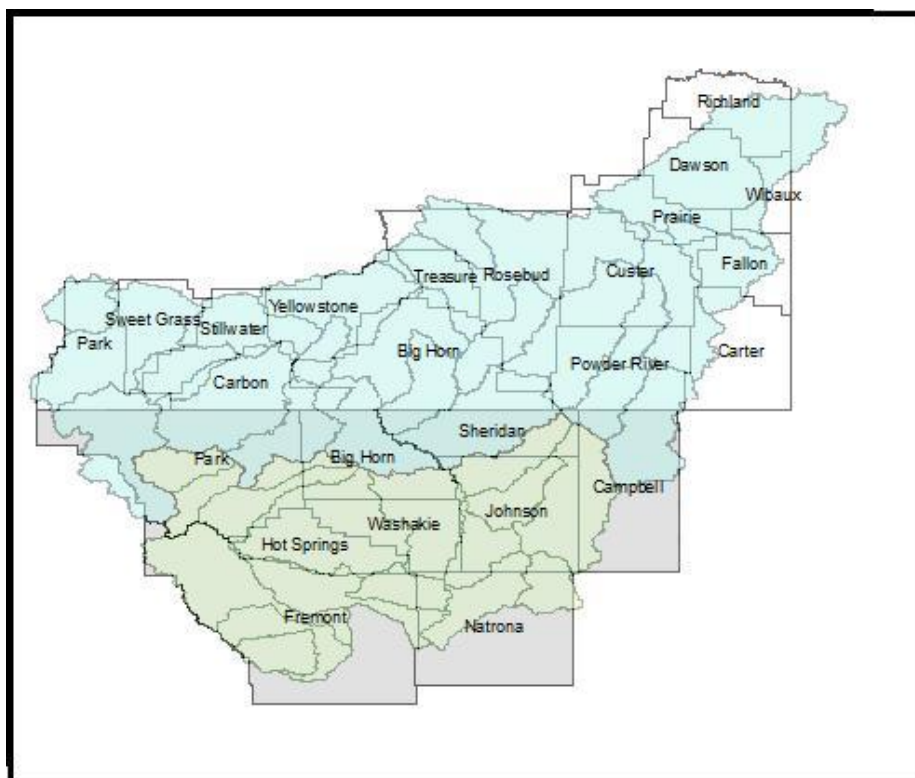 Richland
Dawson
Wibaux
Prairie
Fallon
Treasure
Rosebud
Custer
Yellowstone
Sweet Grass
Stillwater
Park
Big Horn
Carter
Powder River
Carbon
Sheridan
Park
Big Horn
Campbell
Johnson
Washakie
Hot Springs
Fremont
Natrona